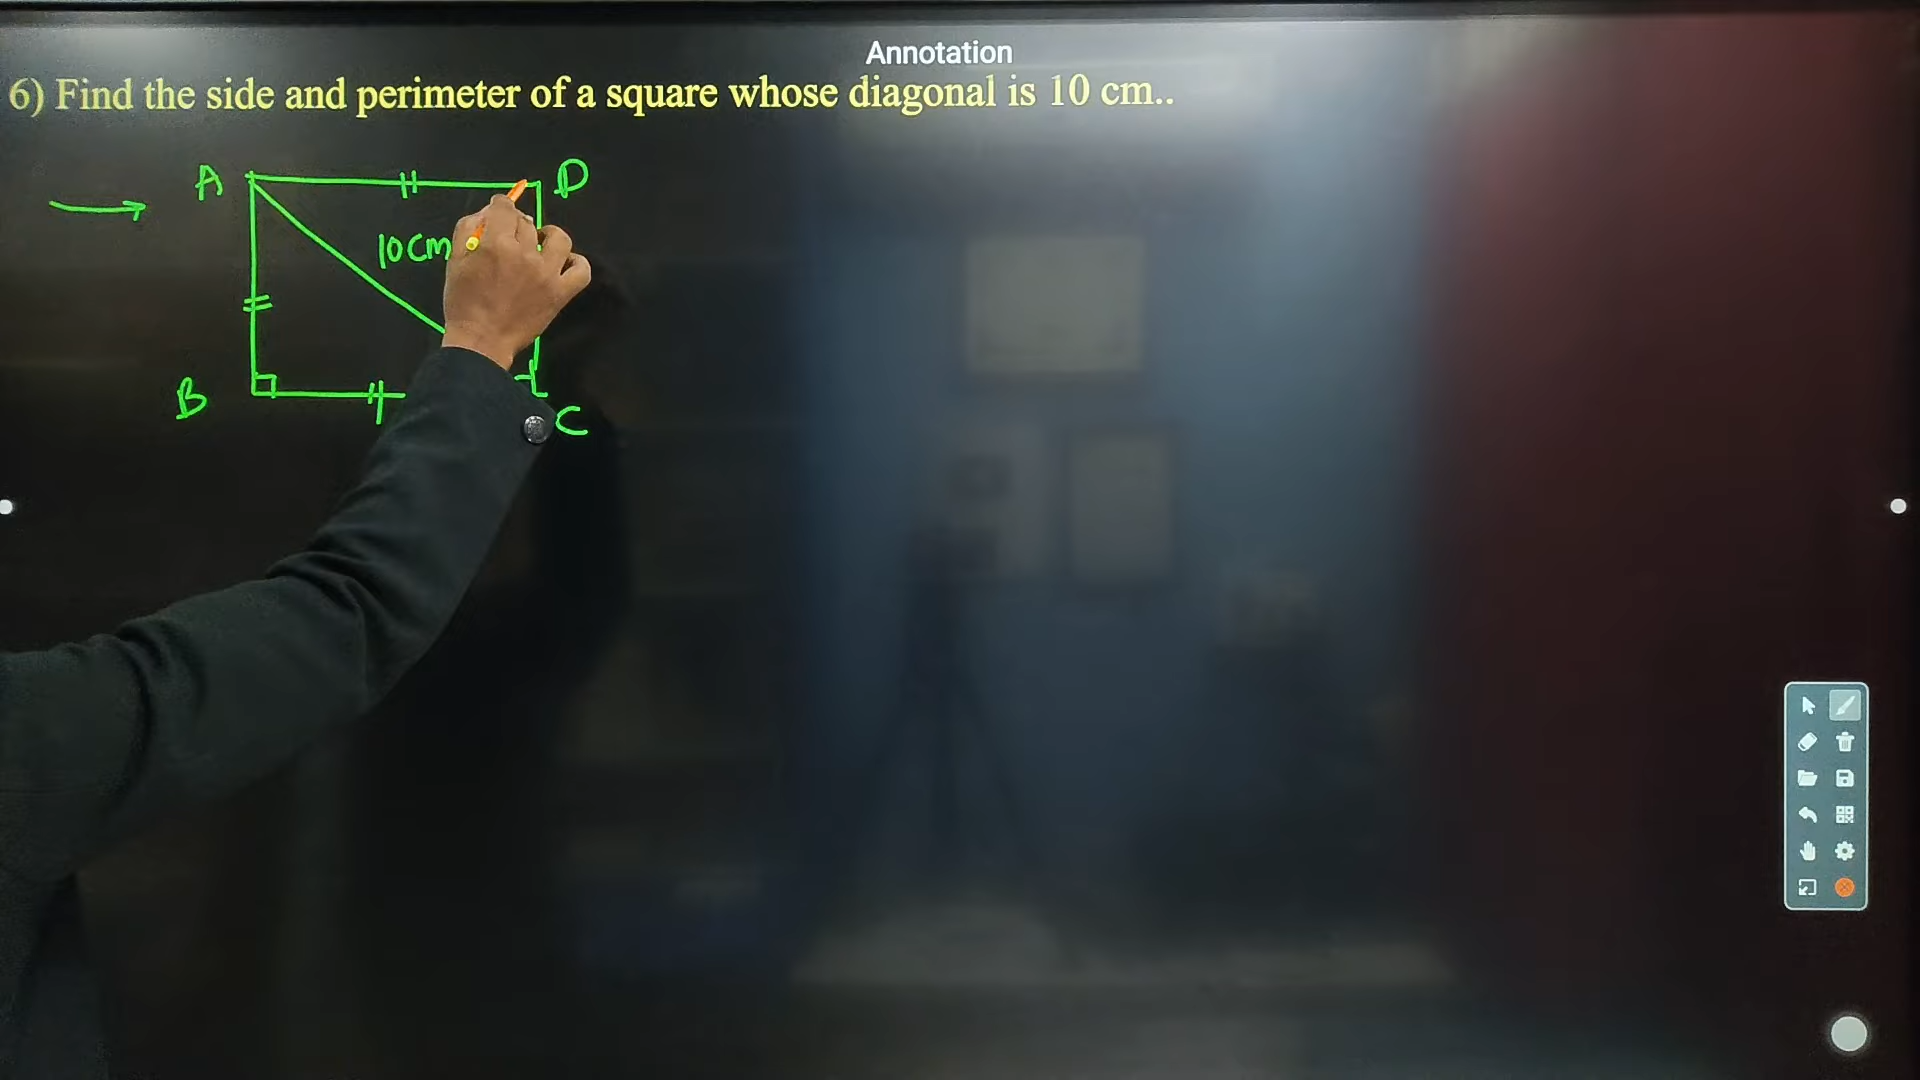 Annotation
6) Find the side and perimeter of a square whose diagonal is 10 cm..
A D
10cm
B C